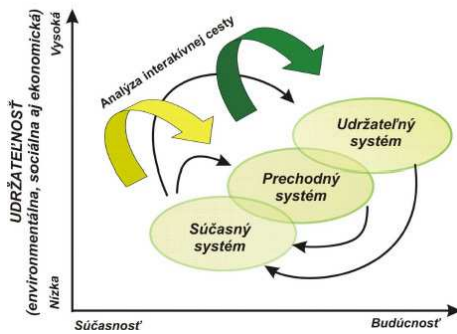 UDRŽATEĽNOSŤ
(environmentálna, sociálna aj ekonomická)
Vysoká
Nízka
Analýza interakívnej cesty
Udržateľný
systém
Prechodný
systém
Súčasný
systém
Súčasnosť
Budúcnosť